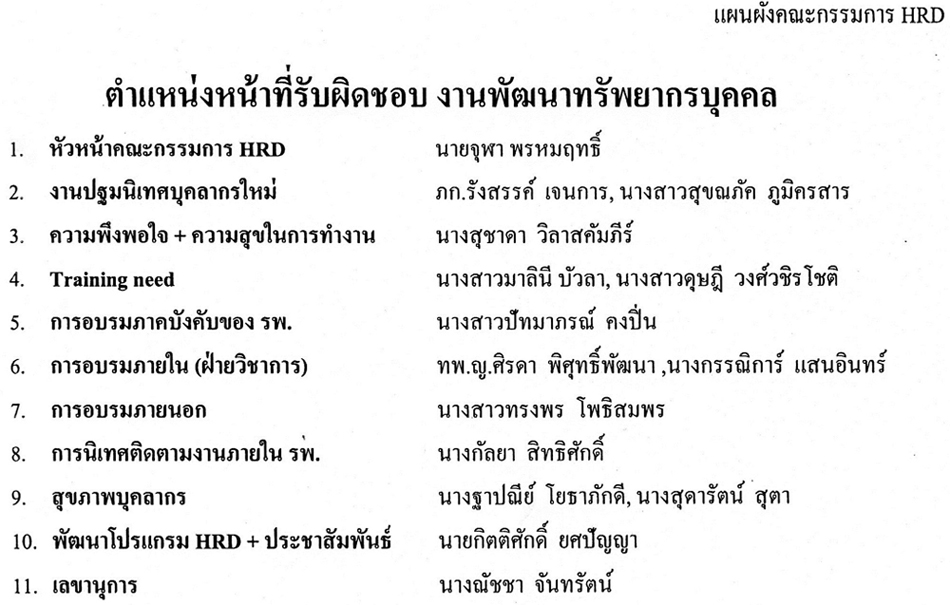 แผนผังคณะกรรมการ HRD
ตำแหน่งหน้าที่รับผิดชอบ งานพัฒนาทรัพยากรบุคคล
1. หัวหน้าคณะกรรมการ HRD นายจุฬา พรหมฤทธิ์
2. งานปฐมนิเทศบุคลากรใหม่ ภก.รังสรรค์ เจนการ, นางสาวสุขณภัค ภูมิครสาร
3. ความพึงพอใจ + ความสุขในการทำงาน นางสุชาดา วิลาสคัมภีร์
4. Training need นางสาวมาลินี บัวลา, นางสาวดุษฎี วงศ์วชิรโชติ
5. การอบรมภาคบังคับของ รพ. นางสาวปัทมาภรณ์ คงปิ่น
6. การอบรมภายใน (ฝ่ายวิชาการ) ทพ.ญ.ศิรดา พิศุทธิ์พัฒนา ,นางกรรณิการ์ แสนอินทร์
7. การอบรมภายนอก นางสาวทรงพร โพธิสมพร
8. การนิเทศติดตามงานภายใน รพ. นางกัลยา สิทธิศักดิ์
9. สุขภาพบุคลากร นางฐาปณีย์ โยธาภักดี, นางสุดารัตน์ สุตา
10. พัฒนาโปรแกรม HRD + ประชาสัมพันธ์ นายกิตติศักดิ์ ยศปัญญา
11. เลขานุการ นางณัชชา จันทรัตน์